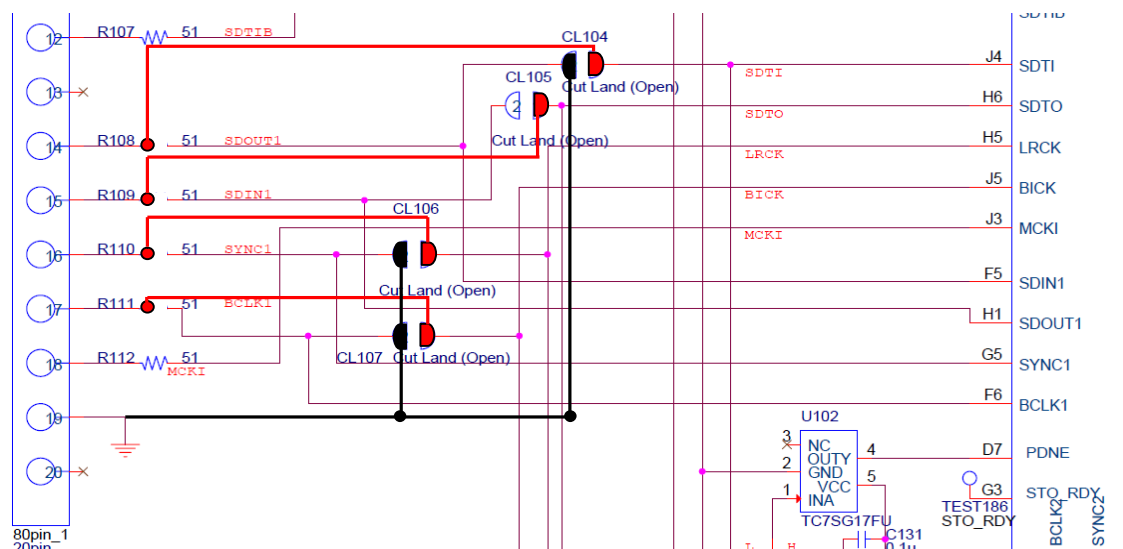 SDTIB
12 R107 51 SDTIB
CL104
J4 SDTI
SDTI
CL105
Cut Land (Open)
13
2
H6 SDTO
SDTO
14 R108 51 SDOUT1
Cut Land (Open)
H5 LRCK
LRCK
J5 BICK
15 R109 51 SDIN1
BICK
CL106
J3 MCKI
MCKI
16 R110 51 SYNC1
F5 SDIN1
Cut Land (Open)
17 R111 51 BCLK1
H1 SDOUT1
18 R112 51
MCKI
CL107 Cut Land (Open)
G5 SYNC1
F6 BCLK1
19
U102
3 NC
OUTY 4
D7 PDNE
2 GND
20
VCC 5
1 INA
G3 STO_RDY
TEST186
STO_RDY
TC7SG17FU
BCLK2
SYNC2
80pin_1
20pin
C131
0.1u
L H